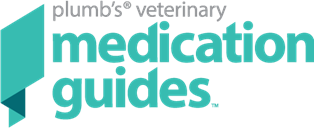 plumb's® veterinary
medication
guides™